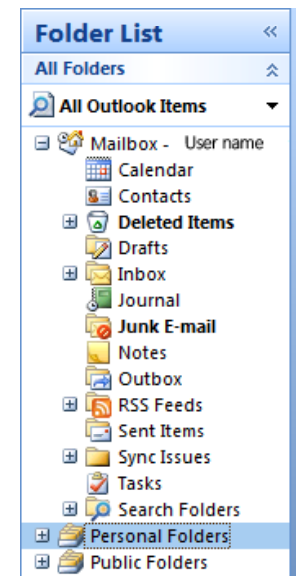 Folder List
All Folders
All Outlook Items
Mailbox - User name
Calendar
Contacts
Deleted Items
Drafts
Inbox
Journal
Junk E-mail
Notes
Outbox
RSS Feeds
Sent Items
Sync Issues
Tasks
Search Folders
Personal Folders
Public Folders